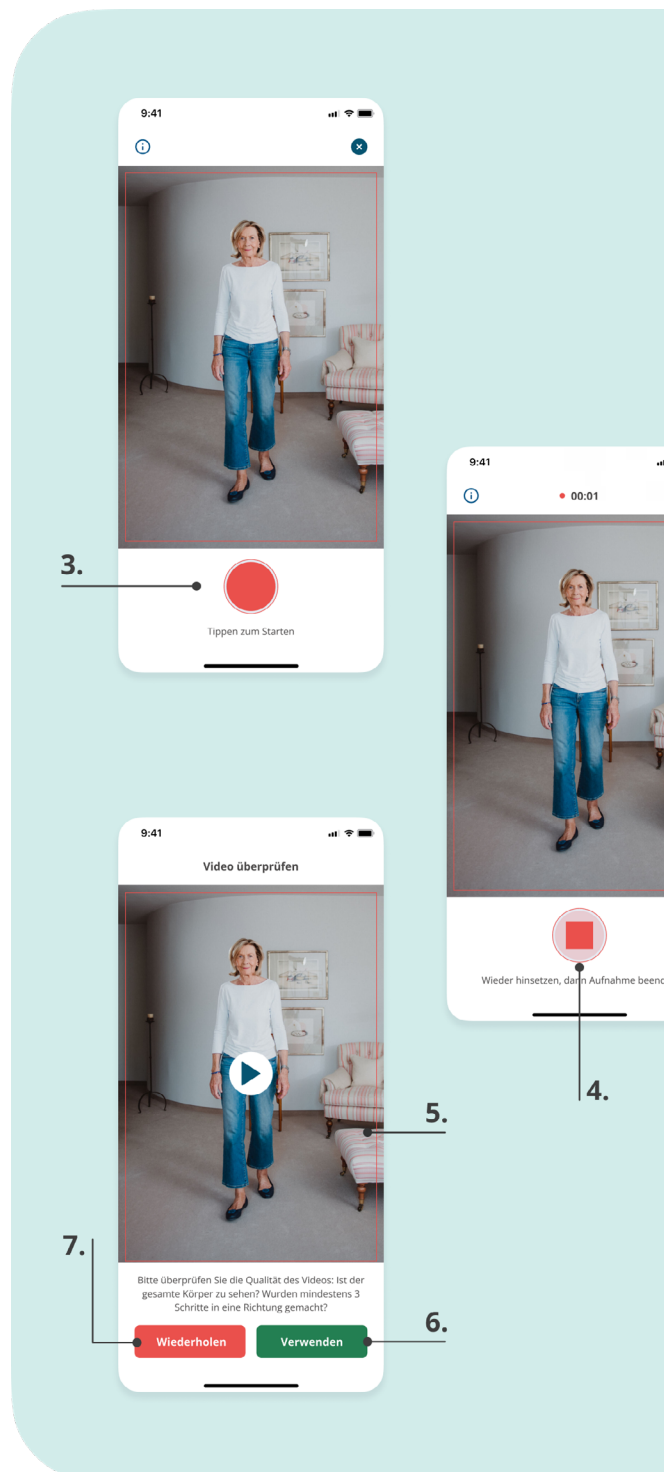 9:41
3.
Tippen zum Starten
9:41
00:01
Wieder hinsetzen, dann Aufnahme
4.
9:41
Video überprüfen
5.
Bitte überprüfen Sie die Qualität des Videos: Ist der
gesamte Körper zu sehen? Wurden mindestens 3
Schritte in eine Richtung gemacht?
7.
Wiederholen
Verwenden
6.